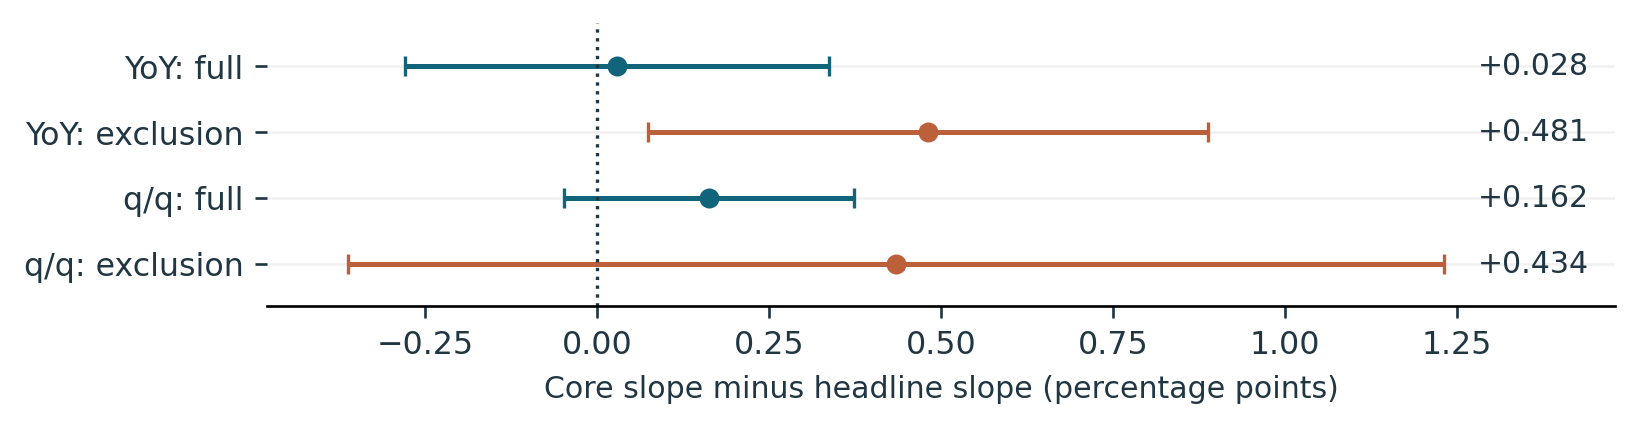 YoY: full +0.028
YoY: exclusion +0.481
q/q: full +0.162
q/q: exclusion +0.434
−0.25 0.00 0.25 0.50 0.75 1.00 1.25
Core slope minus headline slope (percentage points)